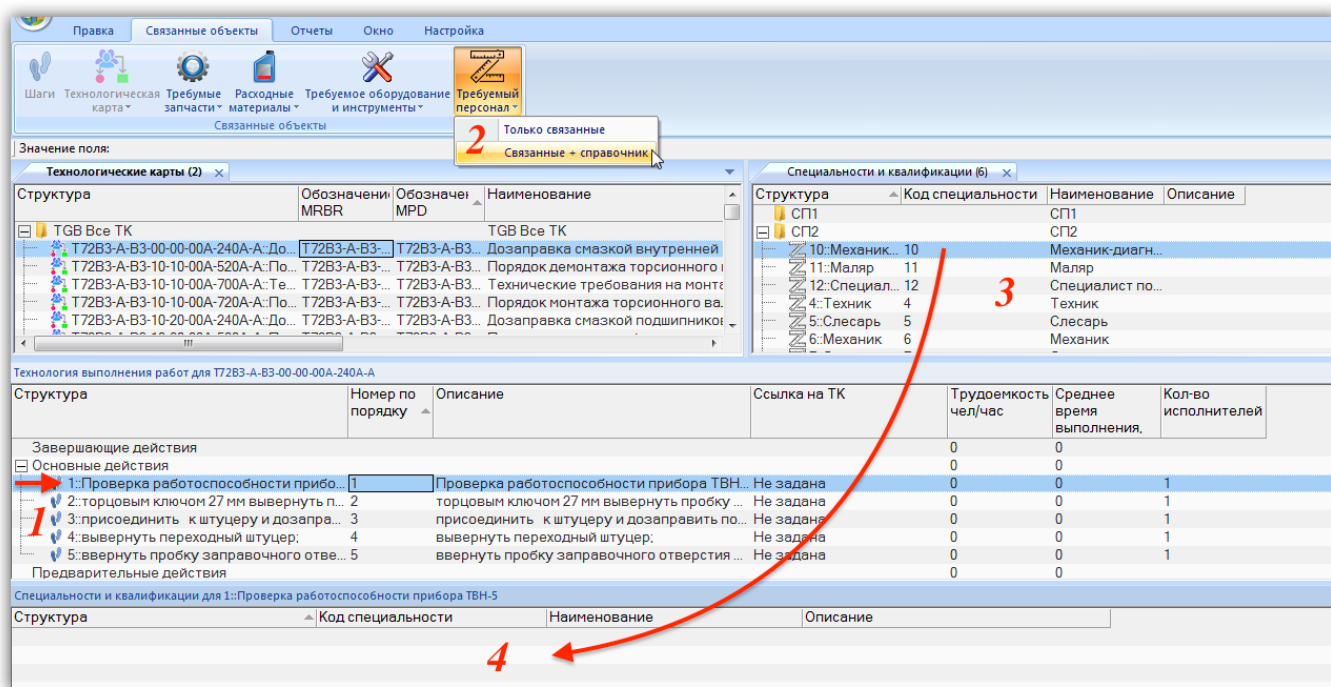 Правка Связанные объекты Отчеты Окно Настройка
Шаги Технологическая Требумые Расходные Требуемое оборудование Требуемый
карта запчасти материалы и инструменты персонал
Связанные объекты
2 Только связанные
Связанные + справочник
Значение поля:
Технологические карты (2) × Специальности и квалификации (6) ×
Структура Обозначени Обозначен Наименование Структура Код специальности Наименование Описание
MRBR MPD
СП1 СП1
TGB Все ТК TGB Все ТК СП2 СП2
T72B3-A-B3-00-00-00A-240A-A::До... T72B3-A-B3-... T72B3-A-B3... Дозаправка смазкой внутренней 10::Механик... 10 Механик-диагн...
T72B3-A-B3-10-10-00A-520A-A::По... T72B3-A-B3-... T72B3-A-B3... Порядок демонтажа торсионного 11::Маляр 11 Маляр
T72B3-A-B3-10-10-00A-700A-A::Те... T72B3-A-B3-... T72B3-A-B3... Технические требования на монта 12::Специал... 12 Специалист по... 3
T72B3-A-B3-10-10-00A-720A-A::По... T72B3-A-B3-... T72B3-A-B3... Порядок монтажа торсионного ва. 4::Техник 4 Техник
T72B3-A-B3-10-20-00A-240A-A::До... T72B3-A-B3-... T72B3-A-B3... Дозаправка смазкой подшипников 5::Слесарь 5 Слесарь
6::Механик 6 Механик
Технология выполнения работ для T72B3-A-B3-00-00-00A-240A-A
Структура Номер по Описание Ссылка на ТК Трудоемкость Среднее Кол-во
порядку чел/час время исполнителей
выполнения,
Завершающие действия 0 0
Основные действия 0 0
1::Проверка работоспособности прибо... 1 Проверка работоспособности прибора ТВН... Не задана 0 0 1
1 2::торцовым ключом 27 мм вывернуть п... 2 торцовым ключом 27 мм вывернуть пробку ... Не задана 0 0 1
3::присоединить к штуцеру и дозапра... 3 присоединить к штуцеру и дозаправить по... Не задана 0 0 1
4::вывернуть переходный штуцер; 4 вывернуть переходный штуцер; Не задана 0 0 1
5::ввернуть пробку заправочного отве... 5 ввернуть пробку заправочного отверстия ... Не задана 0 0 1
Предварительные действия 0 0
Специальности и квалификации для 1::Проверка работоспособности прибора ТВН-5
Структура Код специальности Наименование Описание
4